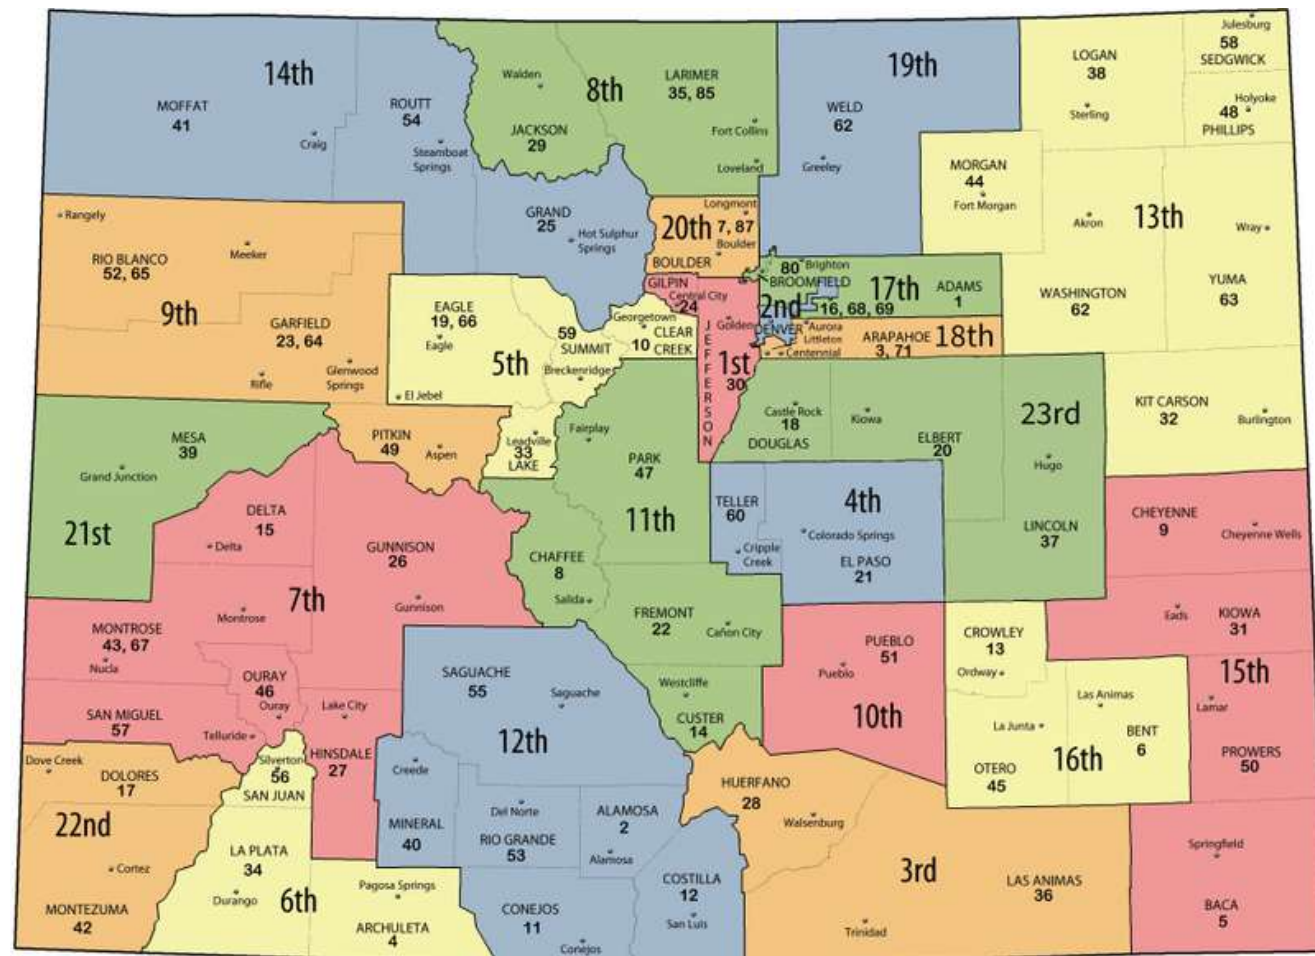 14th
MOFFAT
41
Craig
ROUTT
54
Steamboat
Springs
Walden
JACKSON
29
8th
LARIMER
35, 85
Fort Collins
Loveland
19th
WELD
62
Greeley
LOGAN
38
Sterling
Julesburg
58
SEDGWICK
Holyoke
48
PHILLIPS
MORGAN
44
Fort Morgan
Akron
13th
Wray
WASHINGTON
62
YUMA
63
KIT CARSON
32
Burlington
GRAND
25
Hot Sulphur
Springs
Rangely
RIO BLANCO
52, 65
Meeker
9th
GARFIELD
23, 64
Rifle
Glenwood
Springs
PITKIN
49
Aspen
EAGLE
19, 66
Eagle
El Jebel
5th
59
SUMMIT
Breckenridge
Georgetown
10
CLEAR
CREEK
Leadville
33
LAKE
Longmont
20th
7, 87
Boulder
BOULDER
GILPIN
Central City
24
Golden
JEFFERSON
1st
30
2nd
DENVER
80
Brighton
BROOMFIELD
17th
16, 68, 69
ADAMS
1
Aurora
Littleton
Centennial
ARAPAHOE
3, 71
18th
Castle Rock
18
DOUGLAS
Kiowa
ELBERT
20
23rd
Hugo
LINCOLN
37
MESA
39
Grand Junction
21st
DELTA
15
Delta
GUNNISON
26
Gunnison
7th
MONTROSE
43, 67
Montrose
Nucla
OURAY
46
Ouray
SAN MIGUEL
57
Telluride
Lake City
HINSDALE
27
Fairplay
PARK
47
11th
CHAFFEE
8
Salida
FREMONT
22
Cañon City
Westcliffe
CUSTER
14
TELLER
60
Cripple
Creek
4th
Colorado Springs
EL PASO
21
CHEYENNE
9
Cheyenne Wells
Eads
KIOWA
31
15th
Lamar
PROWERS
50
Springfield
BACA
5
PUEBLO
51
Pueblo
10th
CROWLEY
13
Ordway
Las Animas
La Junta
BENT
6
OTERO
45
16th
SAGUACHE
55
Saguache
12th
Creede
MINERAL
40
Del Norte
RIO GRANDE
53
ALAMOSA
2
Alamosa
CONEJOS
11
Conejos
COSTILLA
12
San Luis
HUERFANO
28
Walsenburg
3rd
LAS ANIMAS
36
Trinidad
Dove Creek
DOLORES
17
22nd
Cortez
MONTEZUMA
42
Silverton
56
SAN JUAN
LA PLATA
34
Durango
6th
Pagosa Springs
ARCHULETA
4